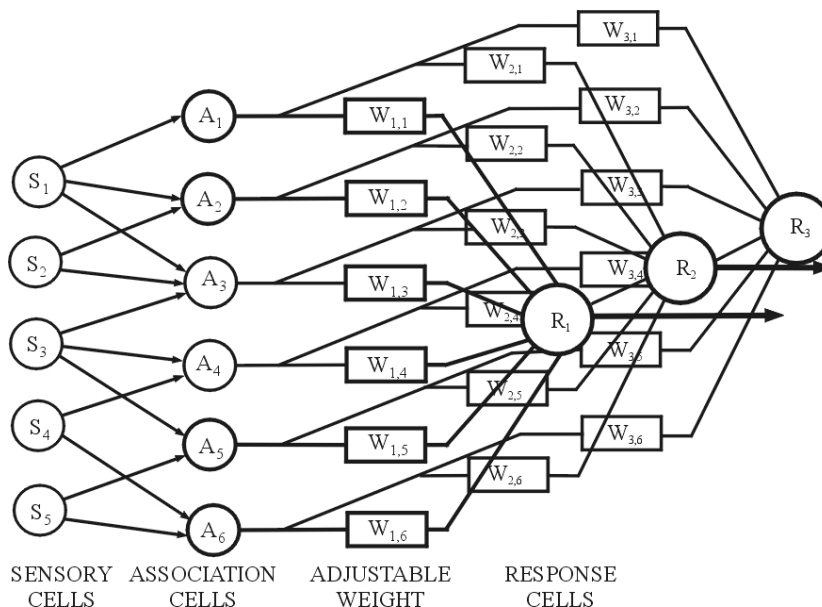 W3,1
W2,1
W3,2
A1
W1,1
W2,2
S1
W3,3
A2
W1,2
R3
W2,3
S2
R2
W3,4
A3
W1,3
W2,4
R1
S3
W3,5
A4
W1,4
W2,5
S4
W3,6
A5
W1,5
W2,6
S5
A6
W1,6
SENSORY
CELLS
ASSOCIATION
CELLS
ADJUSTABLE
WEIGHT
RESPONSE
CELLS